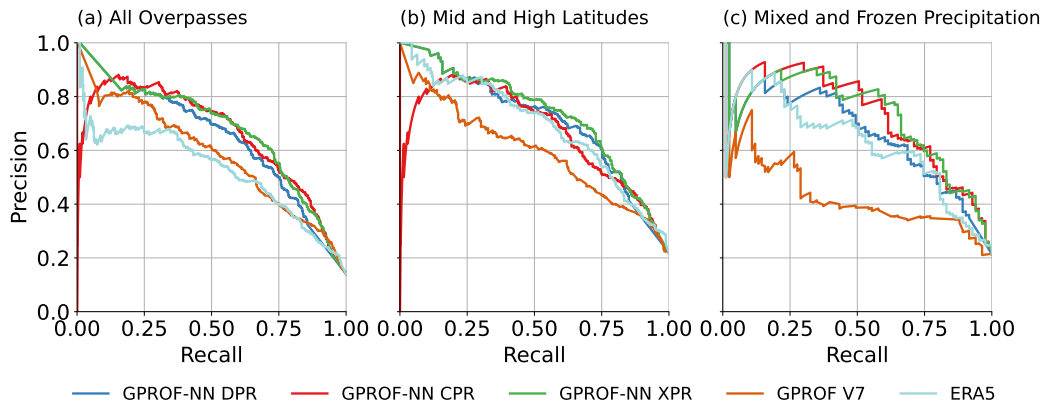 (a) All Overpasses
(b) Mid and High Latitudes
(c) Mixed and Frozen Precipitation
Precision
1.0
0.8
0.6
0.4
0.2
0.0
0.00 0.25 0.50 0.75 1.00
0.00 0.25 0.50 0.75 1.00
0.00 0.25 0.50 0.75 1.00
Recall
Recall
Recall
GPROF-NN DPR
GPROF-NN CPR
GPROF-NN XPR
GPROF V7
ERA5